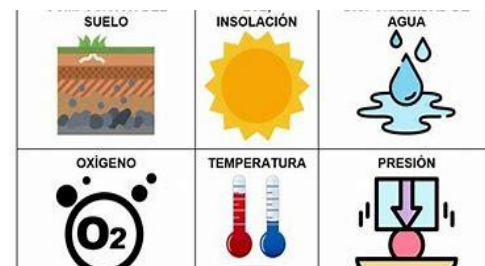 SUELO
INSOLACIÓN
AGUA
OXÍGENO
TEMPERATURA
PRESIÓN
O2